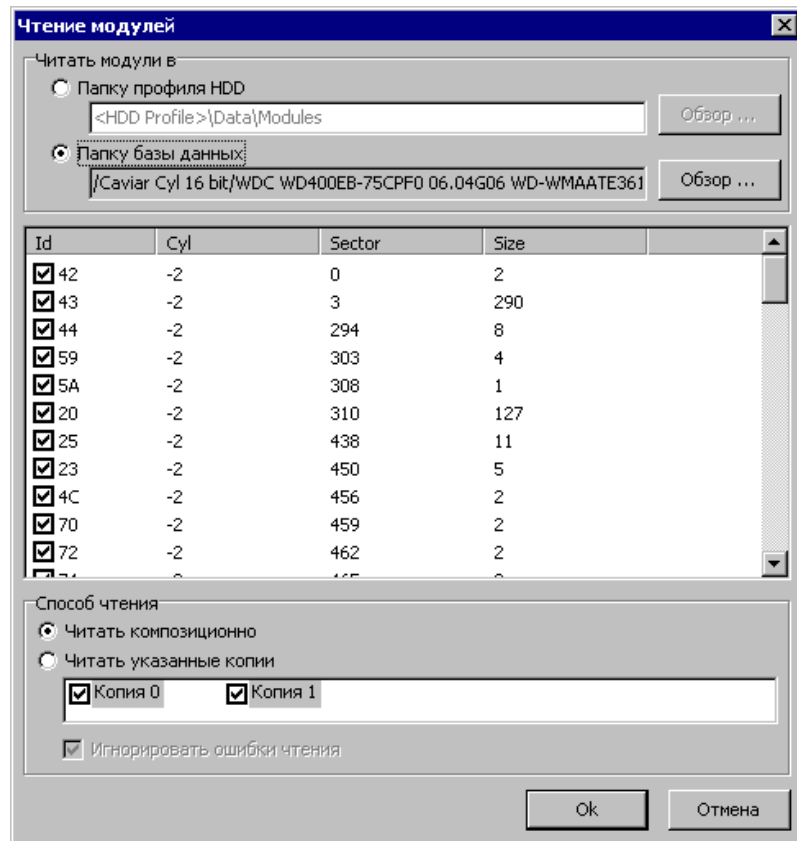 Чтение модулей
Читать модули в
Папку профиля HDD
<HDD Profile>\Data\Modules Обзор ...
Папку базы данных
/Caviar Cyl 16 bit/WDC WD400EB-75CPF0 06.04G06 WD-WMAATE361 Обзор ...
Id Cyl Sector Size
42 -2 0 2
43 -2 3 290
44 -2 294 8
59 -2 303 4
5A -2 308 1
20 -2 310 127
25 -2 438 11
23 -2 450 5
4C -2 456 2
70 -2 459 2
72 -2 462 2
Способ чтения
Читать композиционно
Читать указанные копии
Копия 0 Копия 1
Игнорировать ошибки чтения
Ok Отмена